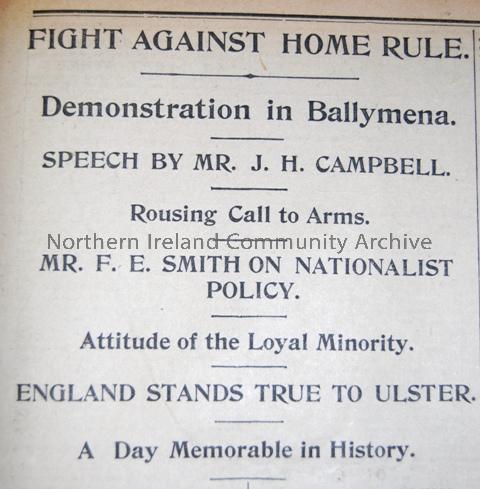 FIGHT AGAINST HOME RULE.
Demonstration in Ballymena.
SPEECH BY MR. J. H. CAMPBELL.
Rousing Call to Arms.
Northern Ireland Community Archive
MR. F. E. SMITH ON NATIONALIST
POLICY.
Attitude of the Loyal Minority.
ENGLAND STANDS TRUE TO ULSTER.
A Day Memorable in History.